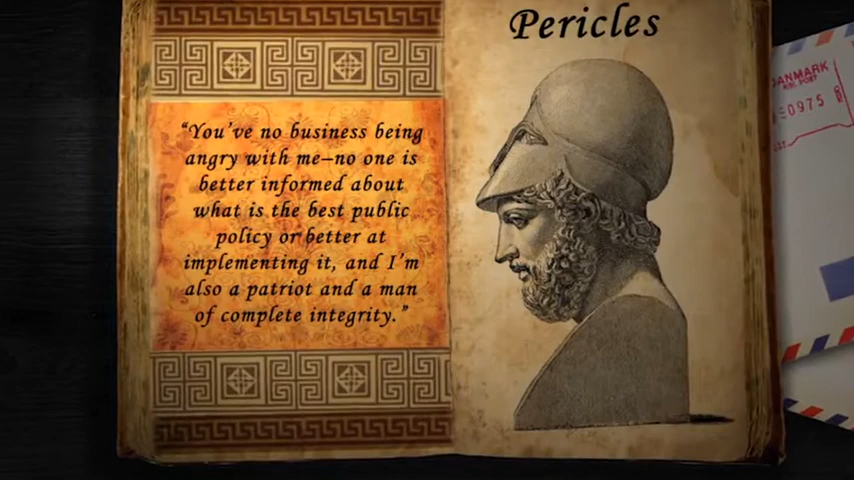 Pericles
“You’ve no business being
angry with me–no one is
better informed about
what is the best public
policy or better at
implementing it, and I’m
also a patriot and a man
of complete integrity.”
DANMARK
0975